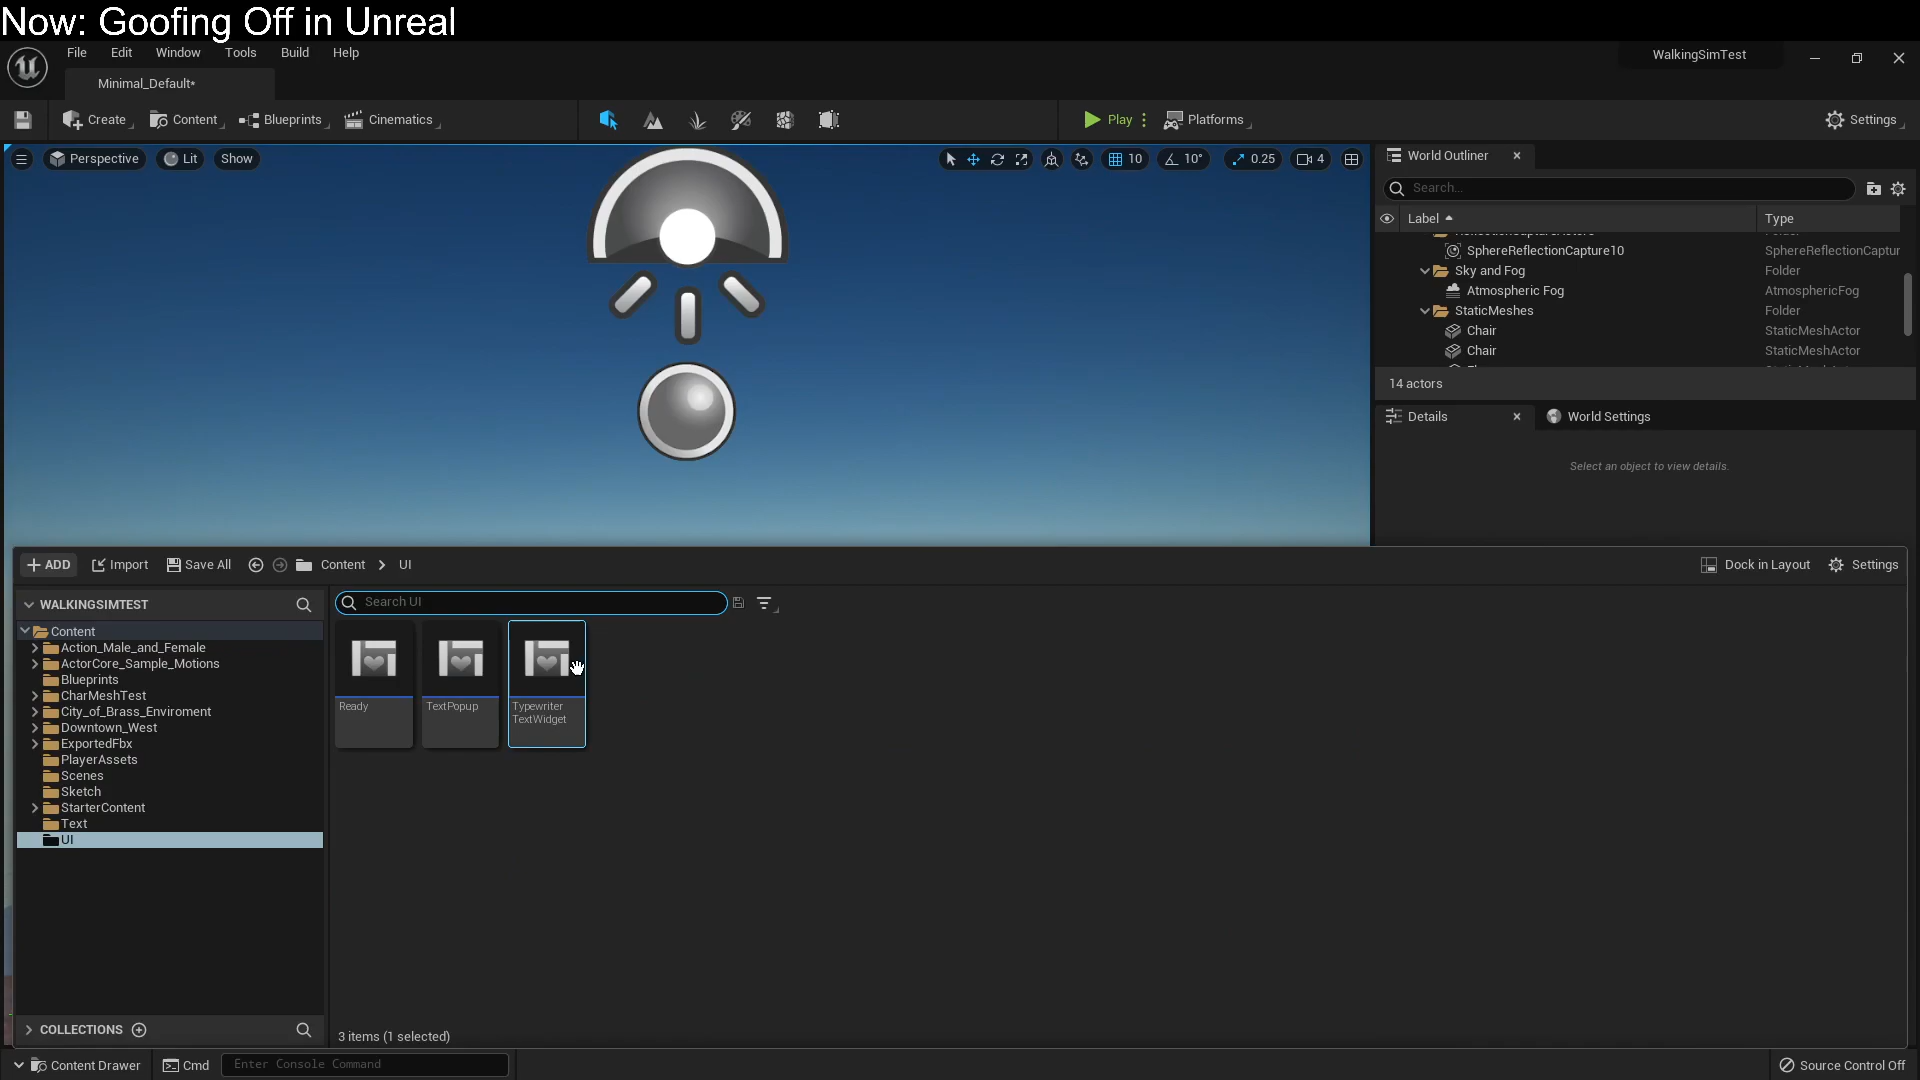 Now: Goofing Off in Unreal
File Edit Window Tools Build Help
WalkingSimTest
Minimal_Default*
Create Content Blueprints Cinematics Play Platforms Settings
Perspective Lit Show 10 10° 0.25 4
World Outliner
Search...
Label Type
SphereReflectionCapture10 SphereReflectionCaptur
Sky and Fog Folder
Atmospheric Fog AtmosphericFog
StaticMeshes Folder
Chair StaticMeshActor
Chair StaticMeshActor
14 actors
Details World Settings
Select an object to view details.
ADD Import Save All Content UI Dock in Layout Settings
WALKINGSIMTEST
Search UI
Content
Action_Male_and_Female
ActorCore_Sample_Motions
Blueprints
CharMeshTest
City_of_Brass_Enviroment
Downtown_West
ExportedFbx
PlayerAssets
Scenes
Sketch
StarterContent
Text
UI
Ready TextPopup Typewriter
TextWidget
COLLECTIONS
3 items (1 selected)
Content Drawer Cmd Enter Console Command Source Control Off